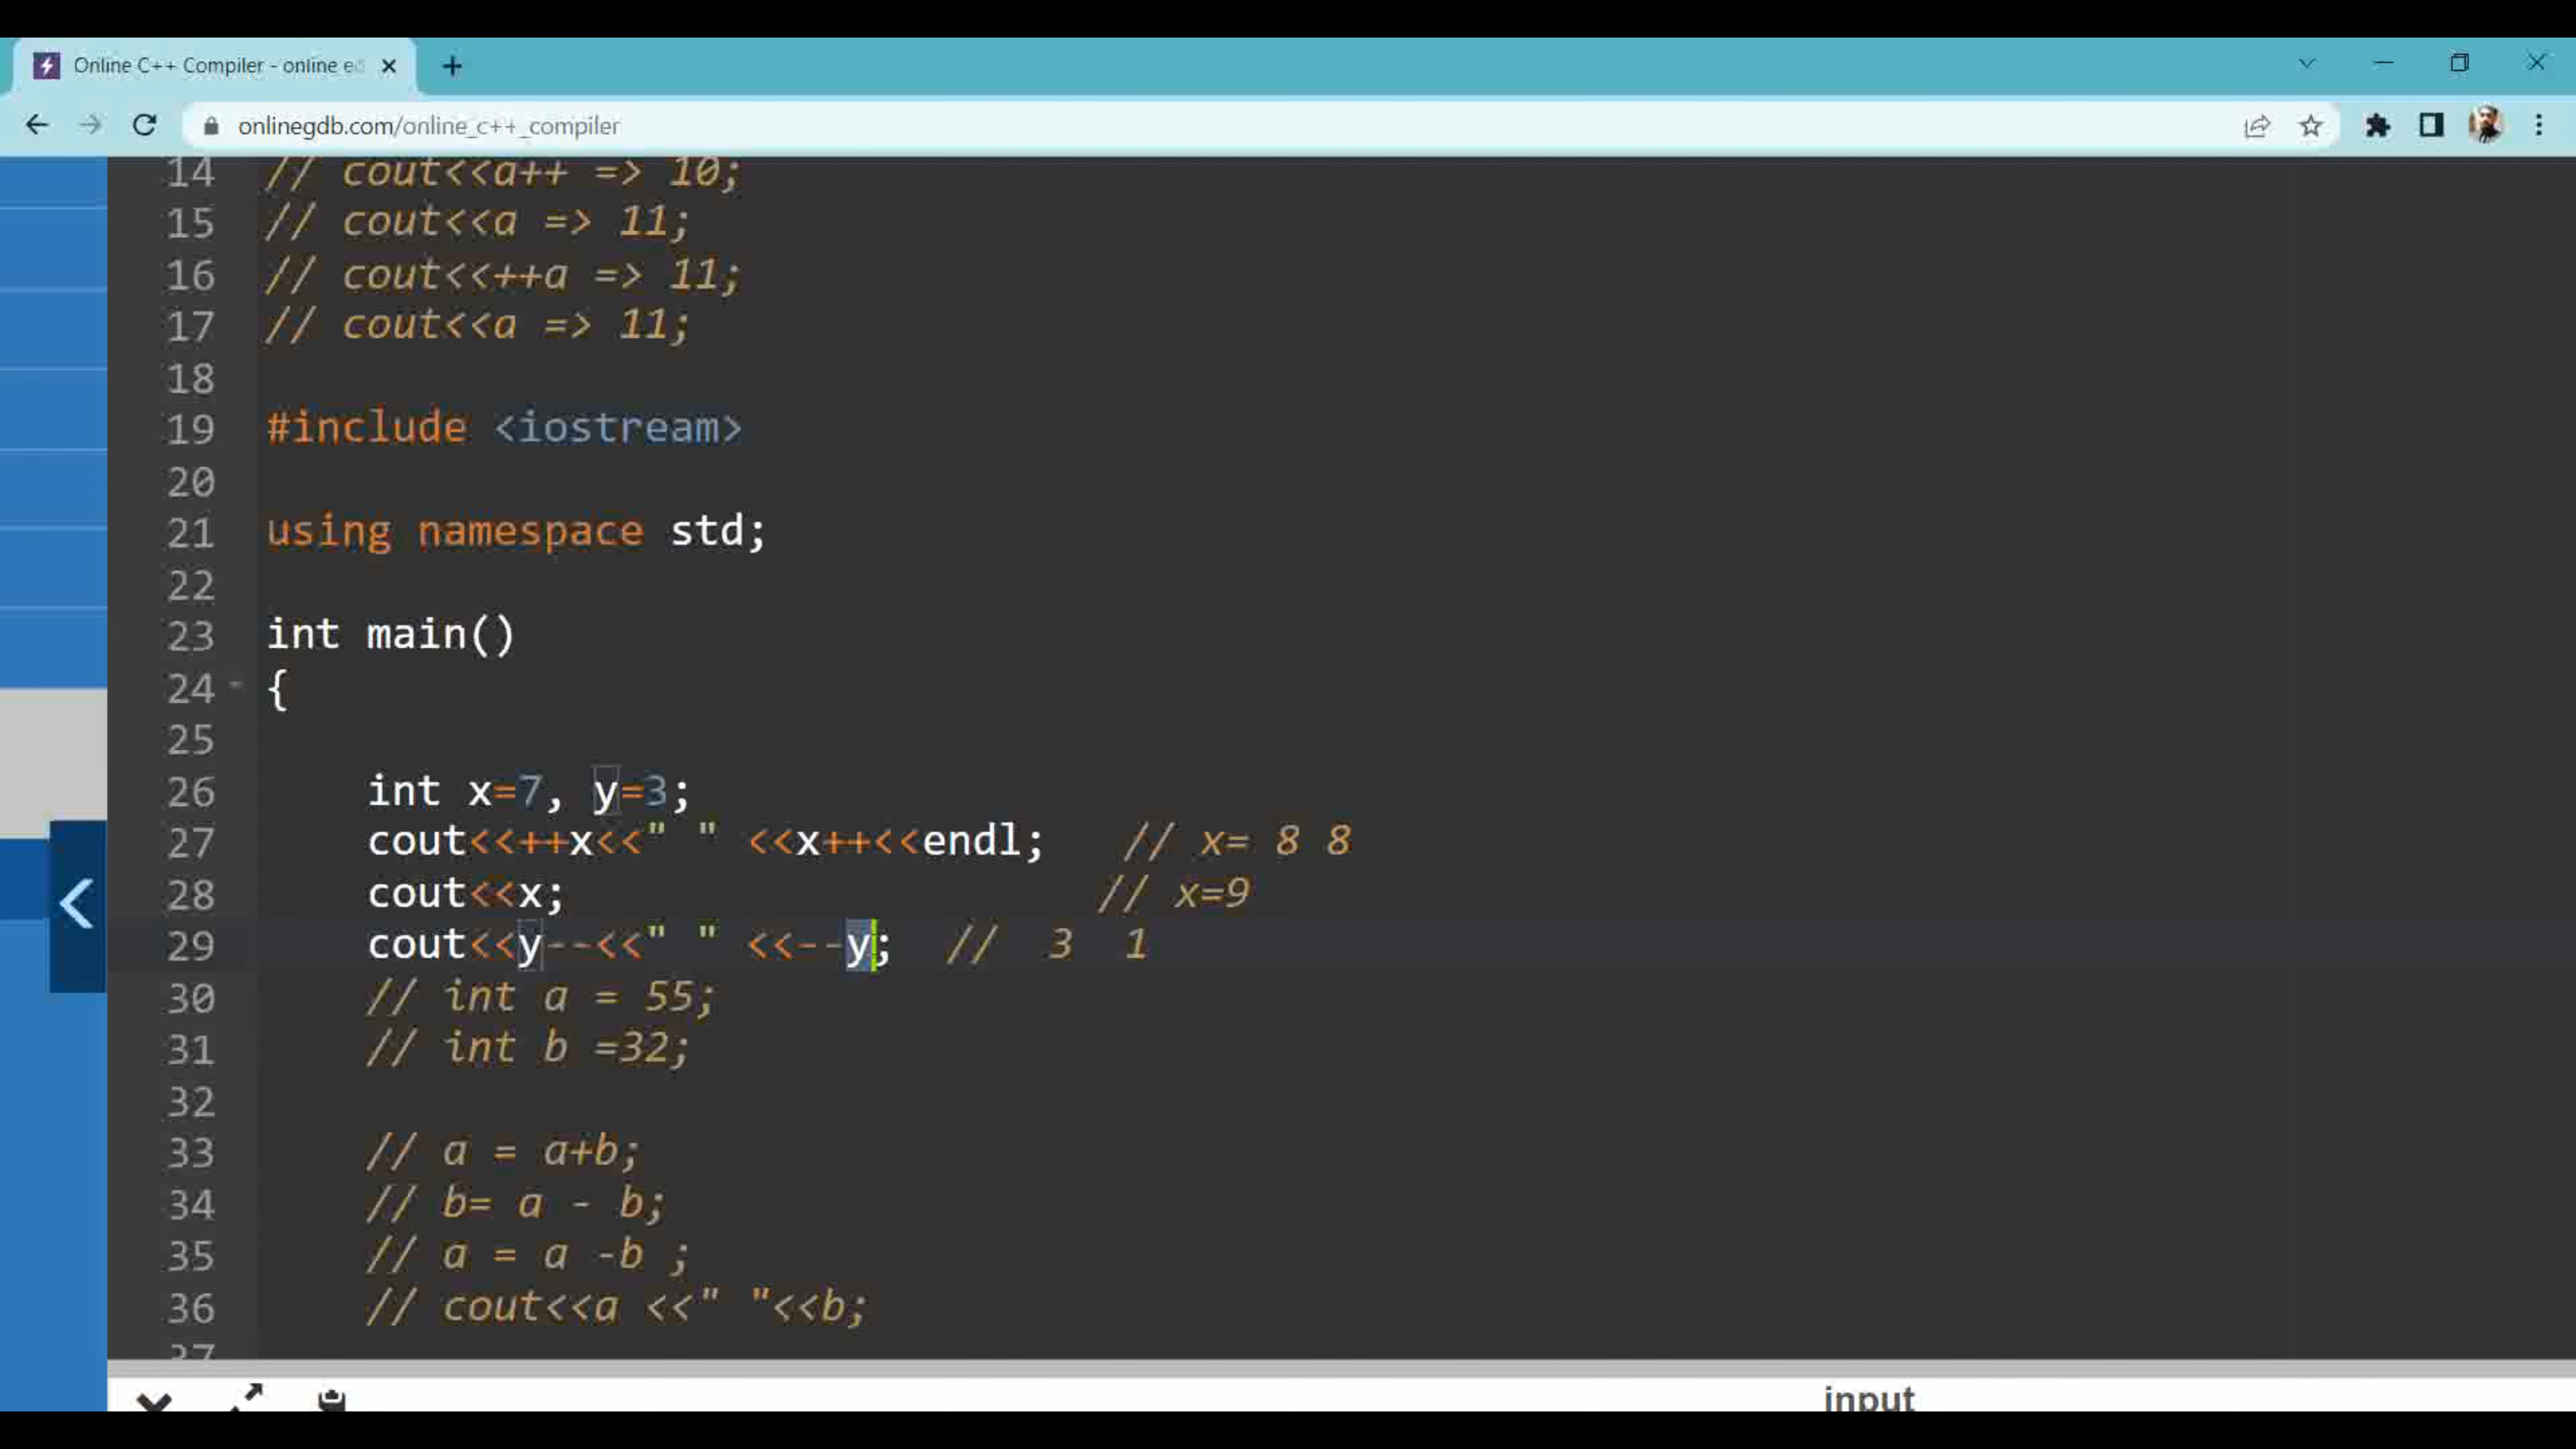 Online C++ Compiler - online ed
onlinegdb.com/online_c++_compiler
14 // cout<<a++ => 10;
15 // cout<<a => 11;
16 // cout<<++a => 11;
17 // cout<<a => 11;
18
19 #include <iostream>
20
21 using namespace std;
22
23 int main()
24 {
25
26 int x=7, y=3;
27 cout<<++x<<" " <<x++<<endl; // x= 8 8
28 cout<<x; // x=9
29 cout<<y--<<" " <<--y; // 3 1
30 // int a = 55;
31 // int b =32;
32
33 // a = a+b;
34 // b= a - b;
35 // a = a -b ;
36 // cout<<a <<" "<<b;
37
input